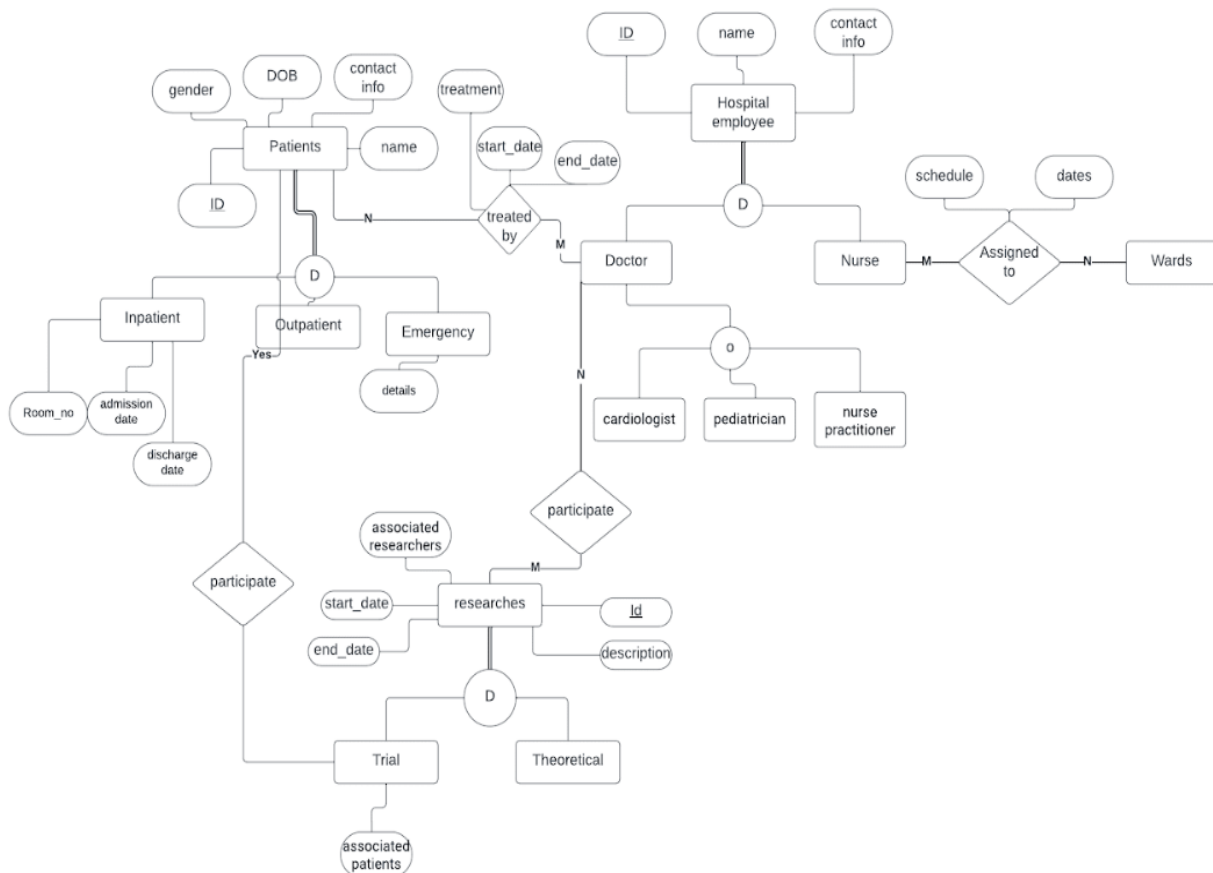 ID
name
contact
info
Hospital
employee
gender
DOB
contact
info
Patients
name
ID
treatment
start_date
end_date
treated
by
N
M
D
schedule
dates
Doctor
Nurse
M
Assigned
to
N
Wards
D
Inpatient
Outpatient
Emergency
Yes
Room_no
admission
date
discharge
date
details
o
cardiologist
pediatrician
nurse
practitioner
N
participate
M
participate
associated
researchers
start_date
researches
Id
end_date
description
D
Trial
Theoretical
associated
patients